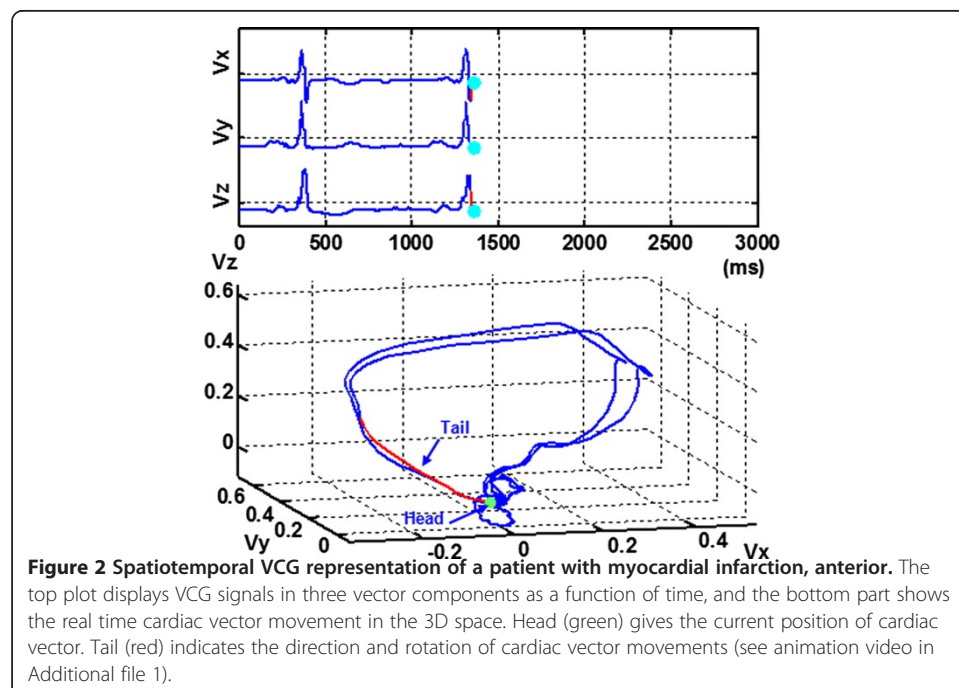 Vx
Vy
Vz
0 500 1000 1500 2000 2500 3000
(ms)
Vz
0.6
0.4
0.2
0
Tail
Head
0.6
0.4
0.2
0
Vy
-0.2 0 0.2 0.4
Vx
Figure 2 Spatiotemporal VCG representation of a patient with myocardial infarction, anterior. The
top plot displays VCG signals in three vector components as a function of time, and the bottom part shows
the real time cardiac vector movement in the 3D space. Head (green) gives the current position of cardiac
vector. Tail (red) indicates the direction and rotation of cardiac vector movements (see animation video in
Additional file 1).